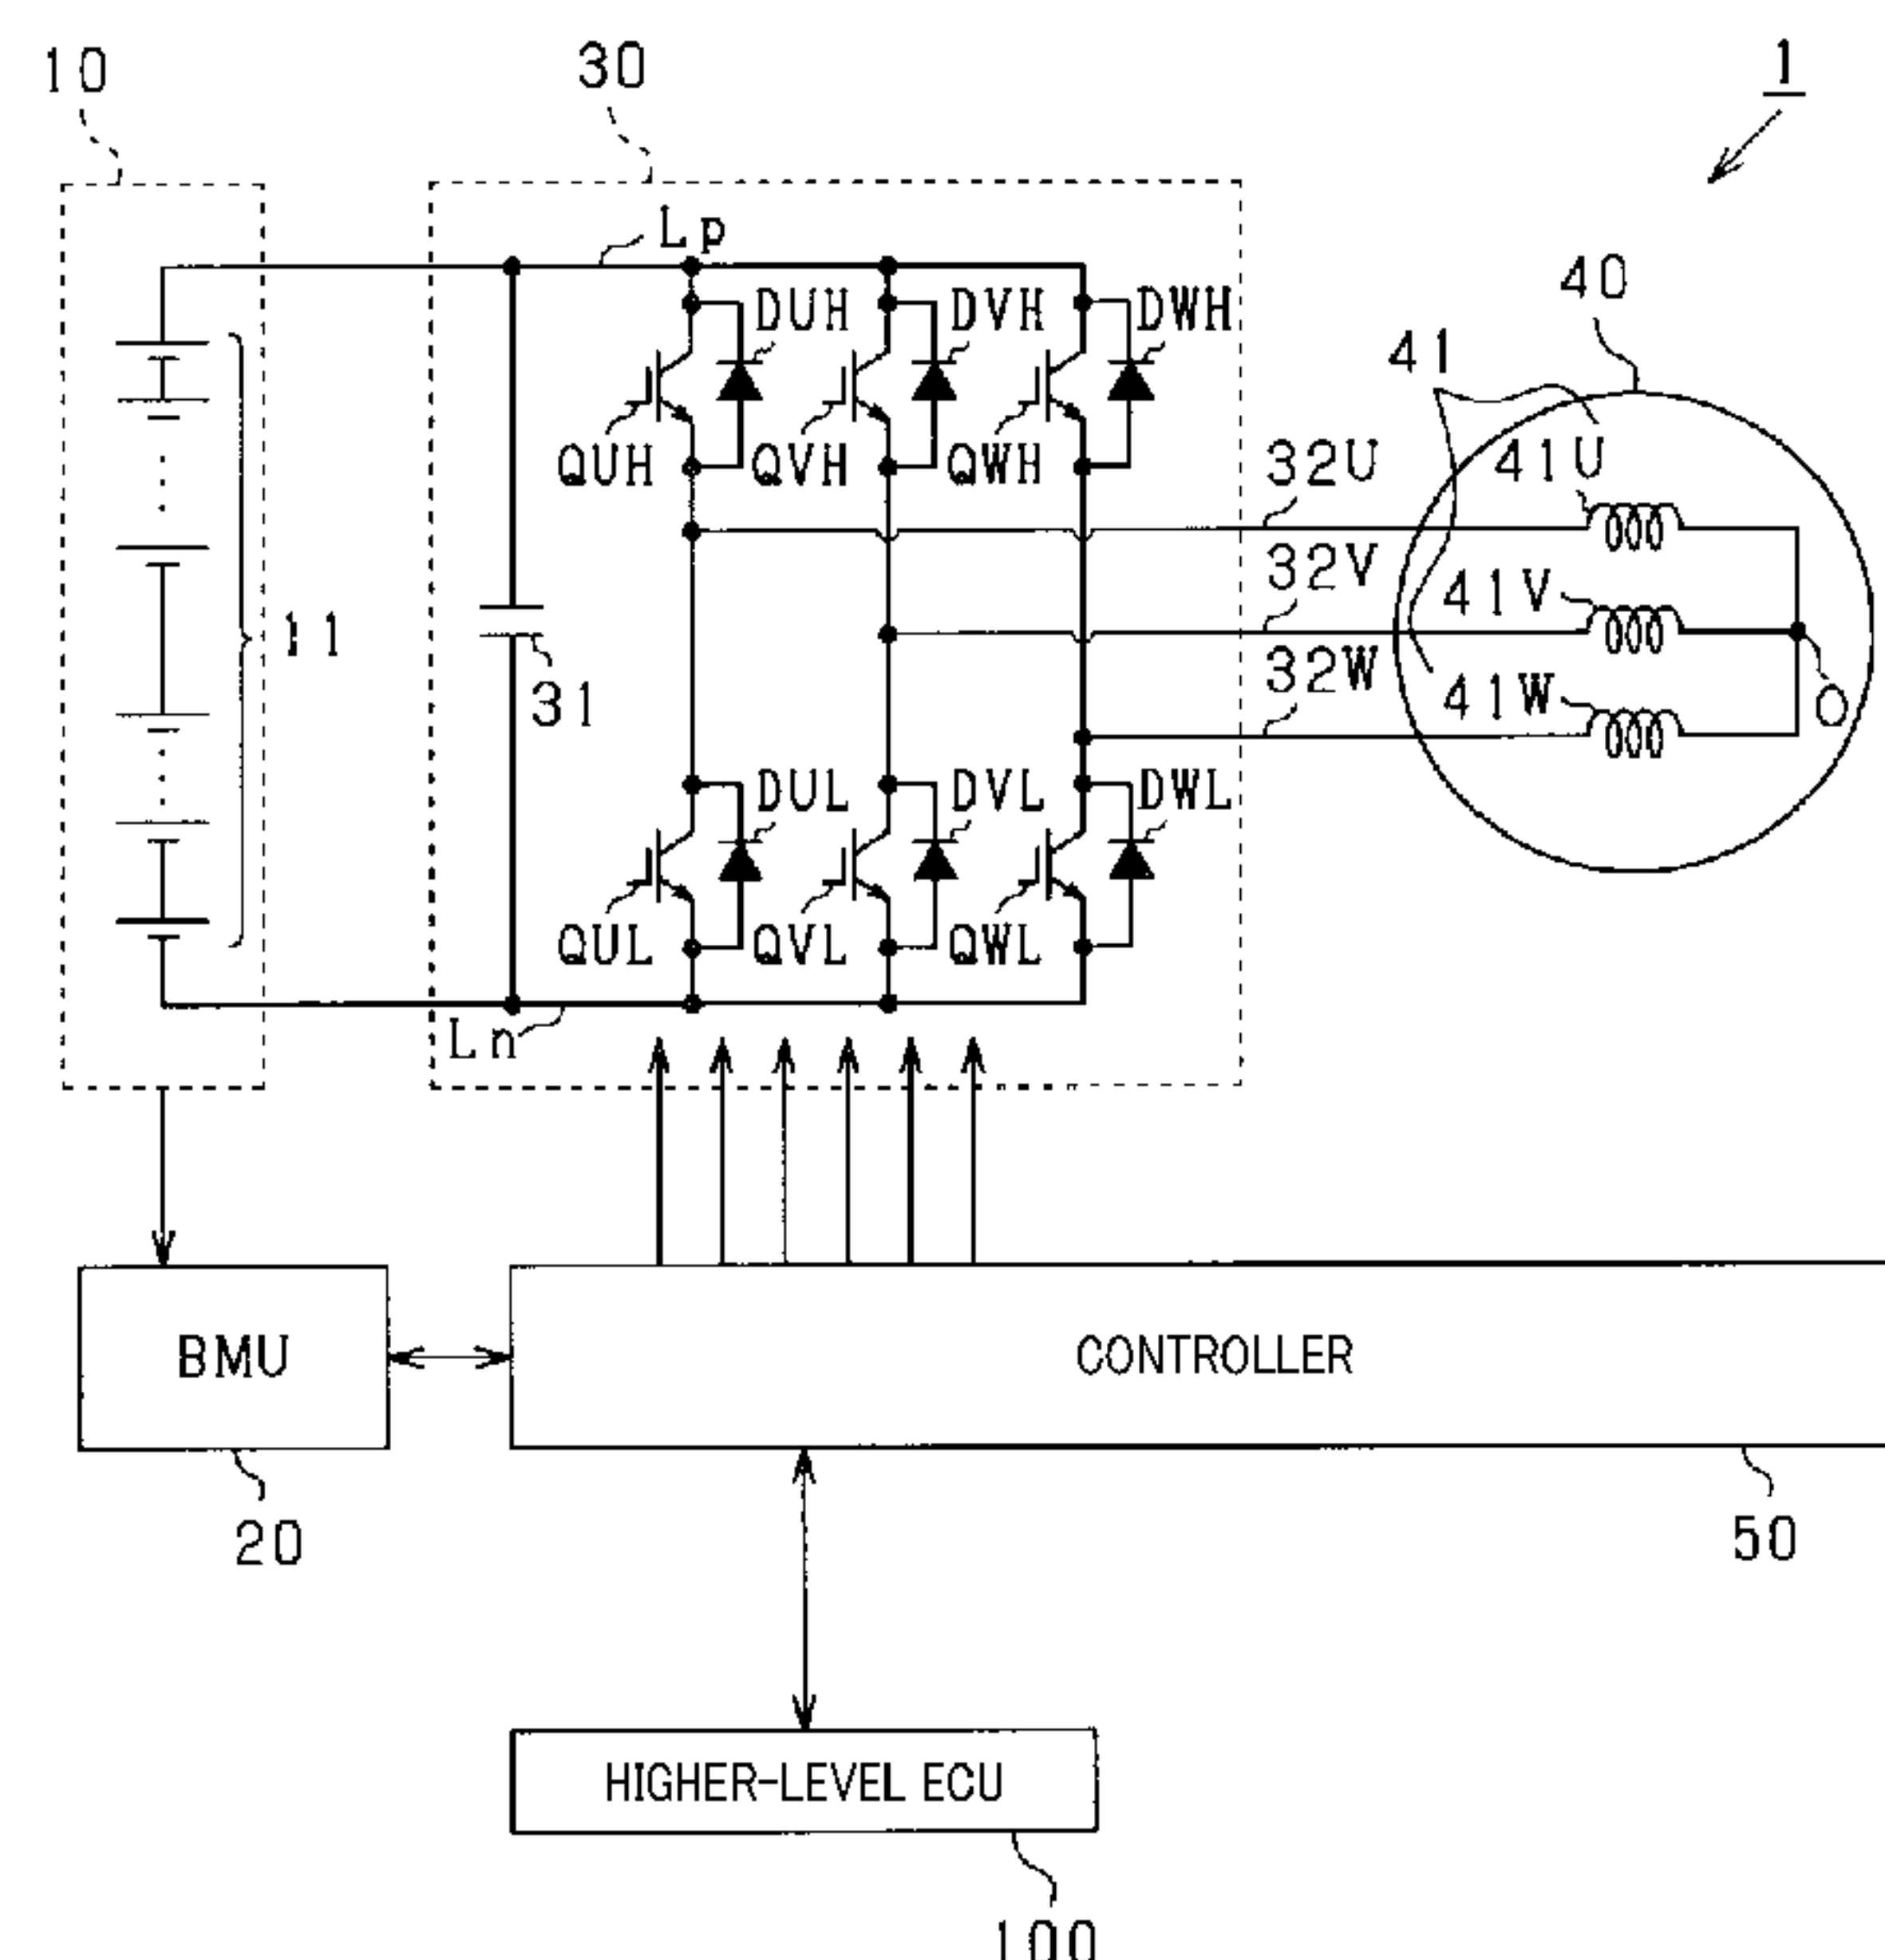 10
30
1
Lp
40
DUH
DVH
DWH
41
QUH
QVH
QWH
32U
41U
32V
41V
11
32W
41W
31
O
DUL
DVL
DWL
QUL
QVL
QWL
Ln
BMU
CONTROLLER
20
50
HIGHER-LEVEL ECU
100